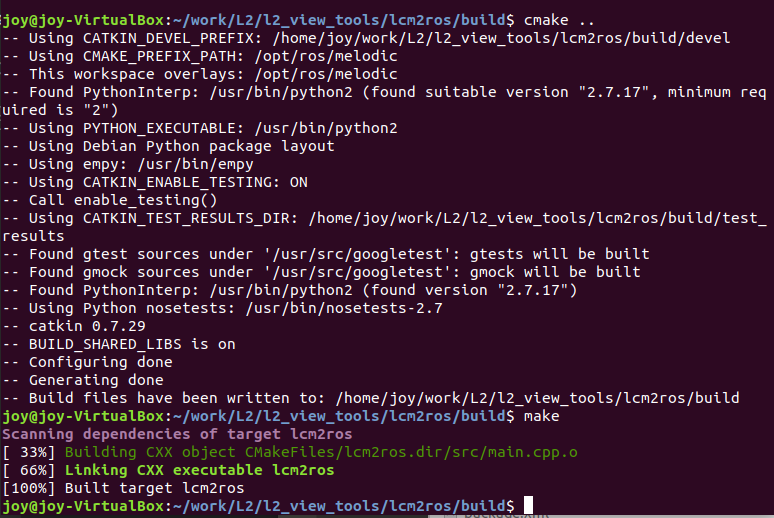 joy@joy-VirtualBox:~/work/L2/l2_view_tools/lcm2ros/build$ cmake ..
-- Using CATKIN_DEVEL_PREFIX: /home/joy/work/L2/l2_view_tools/lcm2ros/build/devel
-- Using CMAKE_PREFIX_PATH: /opt/ros/melodic
-- This workspace overlays: /opt/ros/melodic
-- Found PythonInterp: /usr/bin/python2 (found suitable version "2.7.17", minimum req
uired is "2")
-- Using PYTHON_EXECUTABLE: /usr/bin/python2
-- Using Debian Python package layout
-- Using empy: /usr/bin/empy
-- Using CATKIN_ENABLE_TESTING: ON
-- Call enable_testing()
-- Using CATKIN_TEST_RESULTS_DIR: /home/joy/work/L2/l2_view_tools/lcm2ros/build/test_
results
-- Found gtest sources under '/usr/src/googletest': gtests will be built
-- Found gmock sources under '/usr/src/googletest': gmock will be built
-- Found PythonInterp: /usr/bin/python2 (found version "2.7.17")
-- Using Python nosetests: /usr/bin/nosetests-2.7
-- catkin 0.7.29
-- BUILD_SHARED_LIBS is on
-- Configuring done
-- Generating done
-- Build files have been written to: /home/joy/work/L2/l2_view_tools/lcm2ros/build
joy@joy-VirtualBox:~/work/L2/l2_view_tools/lcm2ros/build$ make
Scanning dependencies of target lcm2ros
[ 33%] Building CXX object CMakeFiles/lcm2ros.dir/src/main.cpp.o
[ 66%] Linking CXX executable lcm2ros
[100%] Built target lcm2ros
joy@joy-VirtualBox:~/work/L2/l2_view_tools/lcm2ros/build$